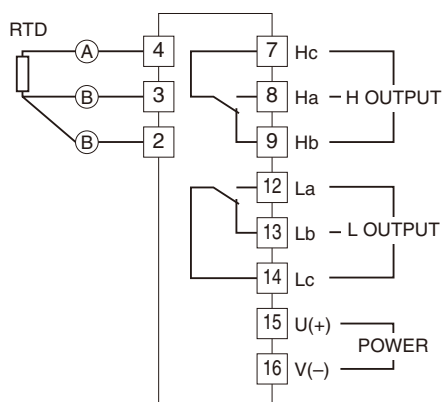 RTD
A 4
B 3
B 2
7 Hc
8 Ha H OUTPUT
9 Hb
12 La
13 Lb L OUTPUT
14 Lc
15 U(+)
POWER
16 V(–)